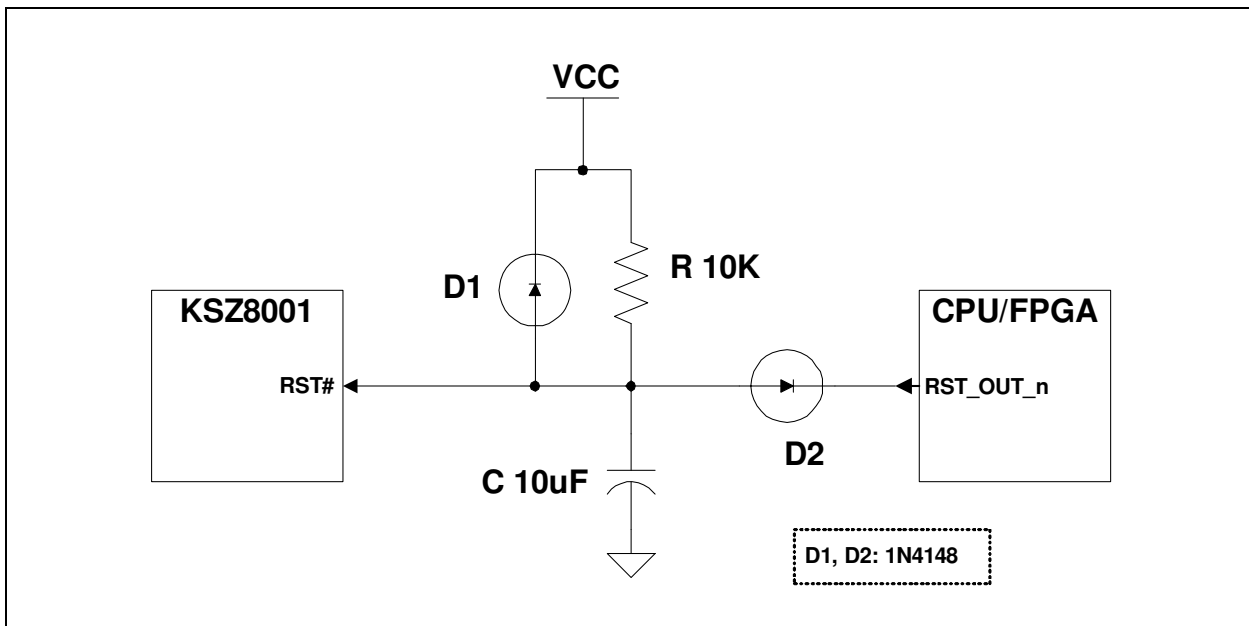 VCC
D1
R 10K
KSZ8001
CPU/FPGA
RST#
RST_OUT_n
D2
C 10uF
D1, D2: 1N4148